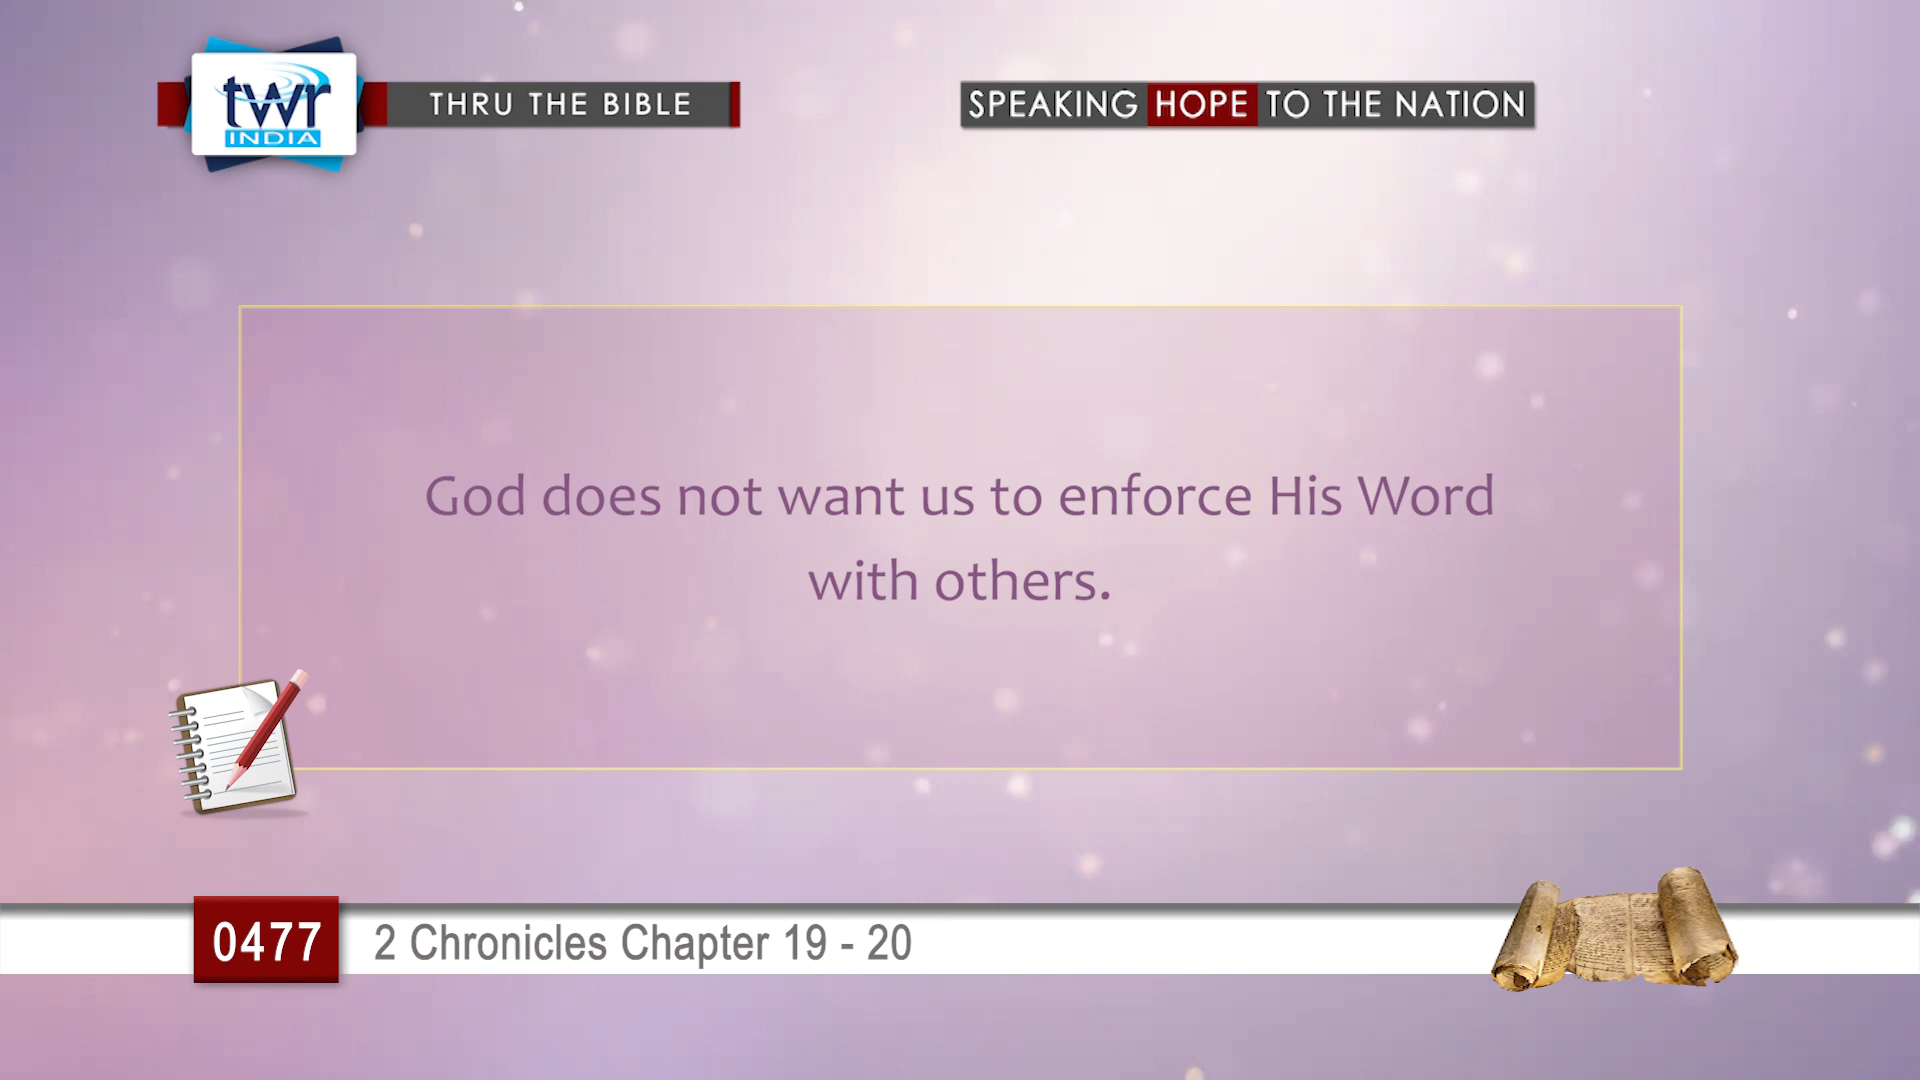 twr
INDIA
THRU THE BIBLE
SPEAKING HOPE TO THE NATION
God does not want us to enforce His Word
with others.
0477
2 Chronicles Chapter 19 - 20